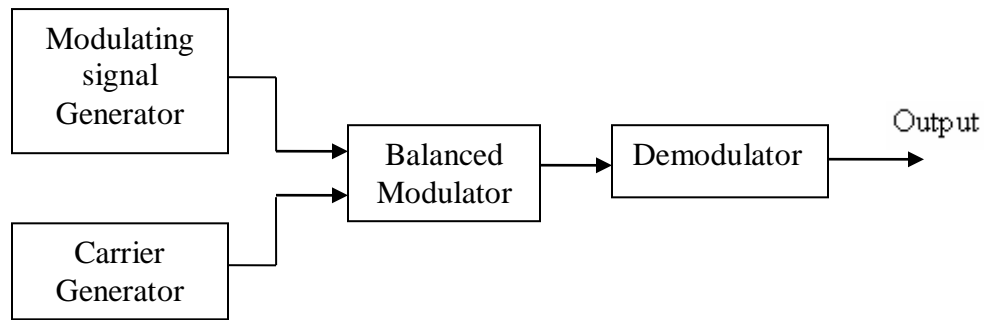 Modulating
signal
Generator
Carrier
Generator
Balanced
Modulator
Demodulator
Output